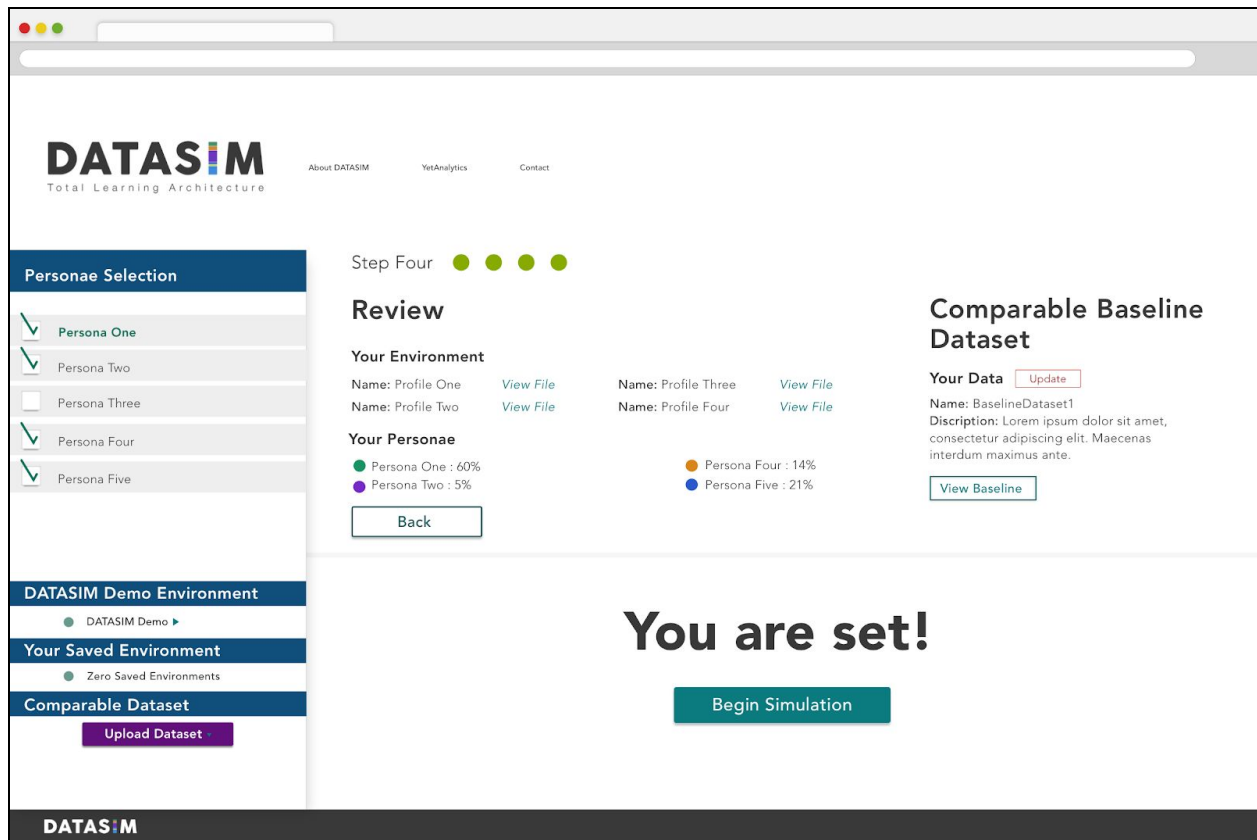 DATASIM
Total Learning Architecture
About DATASIM YetAnalytics Contact
Personae Selection
Persona One
Persona Two
Persona Three
Persona Four
Persona Five
DATASIM Demo Environment
DATASIM Demo
Your Saved Environment
Zero Saved Environments
Comparable Dataset
Upload Dataset
Step Four
Review
Your Environment
Name: Profile One View File Name: Profile Three View File
Name: Profile Two View File Name: Profile Four View File
Your Personae
Persona One : 60% Persona Four : 14%
Persona Two : 5% Persona Five : 21%
Back
Comparable Baseline
Dataset
Your Data Update
Name: BaselineDataset1
Discription: Lorem ipsum dolor sit amet,
consectetur adipiscing elit. Maecenas
interdum maximus ante.
View Baseline
You are set!
Begin Simulation
DATASIM